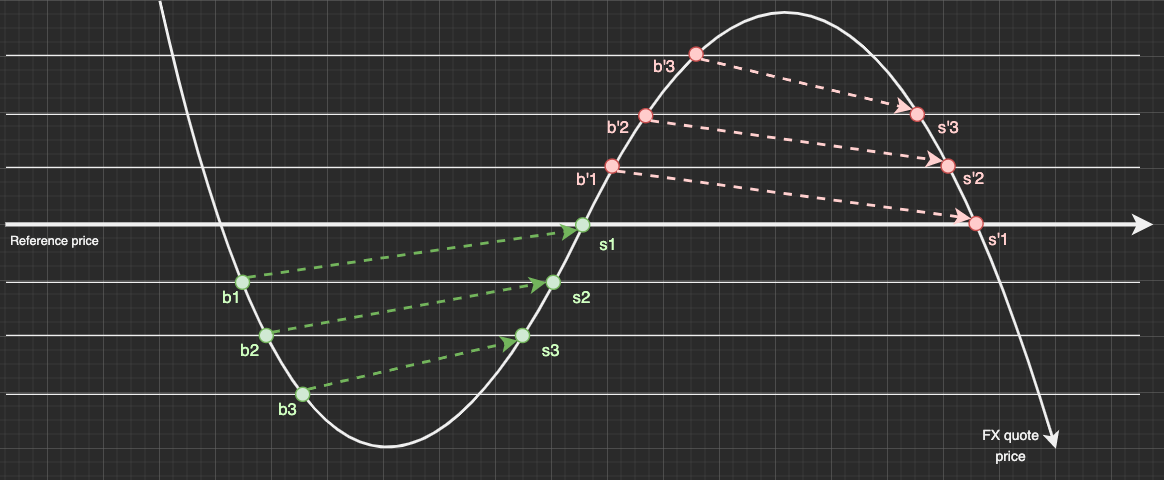 b'3
b'2
s'3
b'1
s'2
Reference price
s1
s'1
b1
s2
b2
s3
b3
FX quote
price